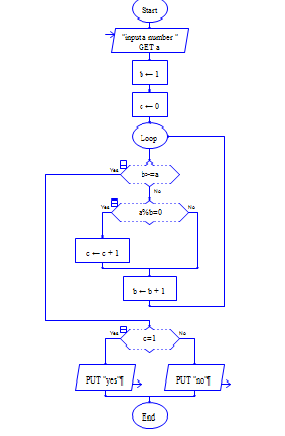 Start
"input a number "
GET a
b ← 1
c ← 0
Loop
Yes
b>=a
No
Yes
a%b=0
No
c ← c + 1
b ← b + 1
Yes
c=1
No
PUT "yes"¶
PUT "no"¶
End